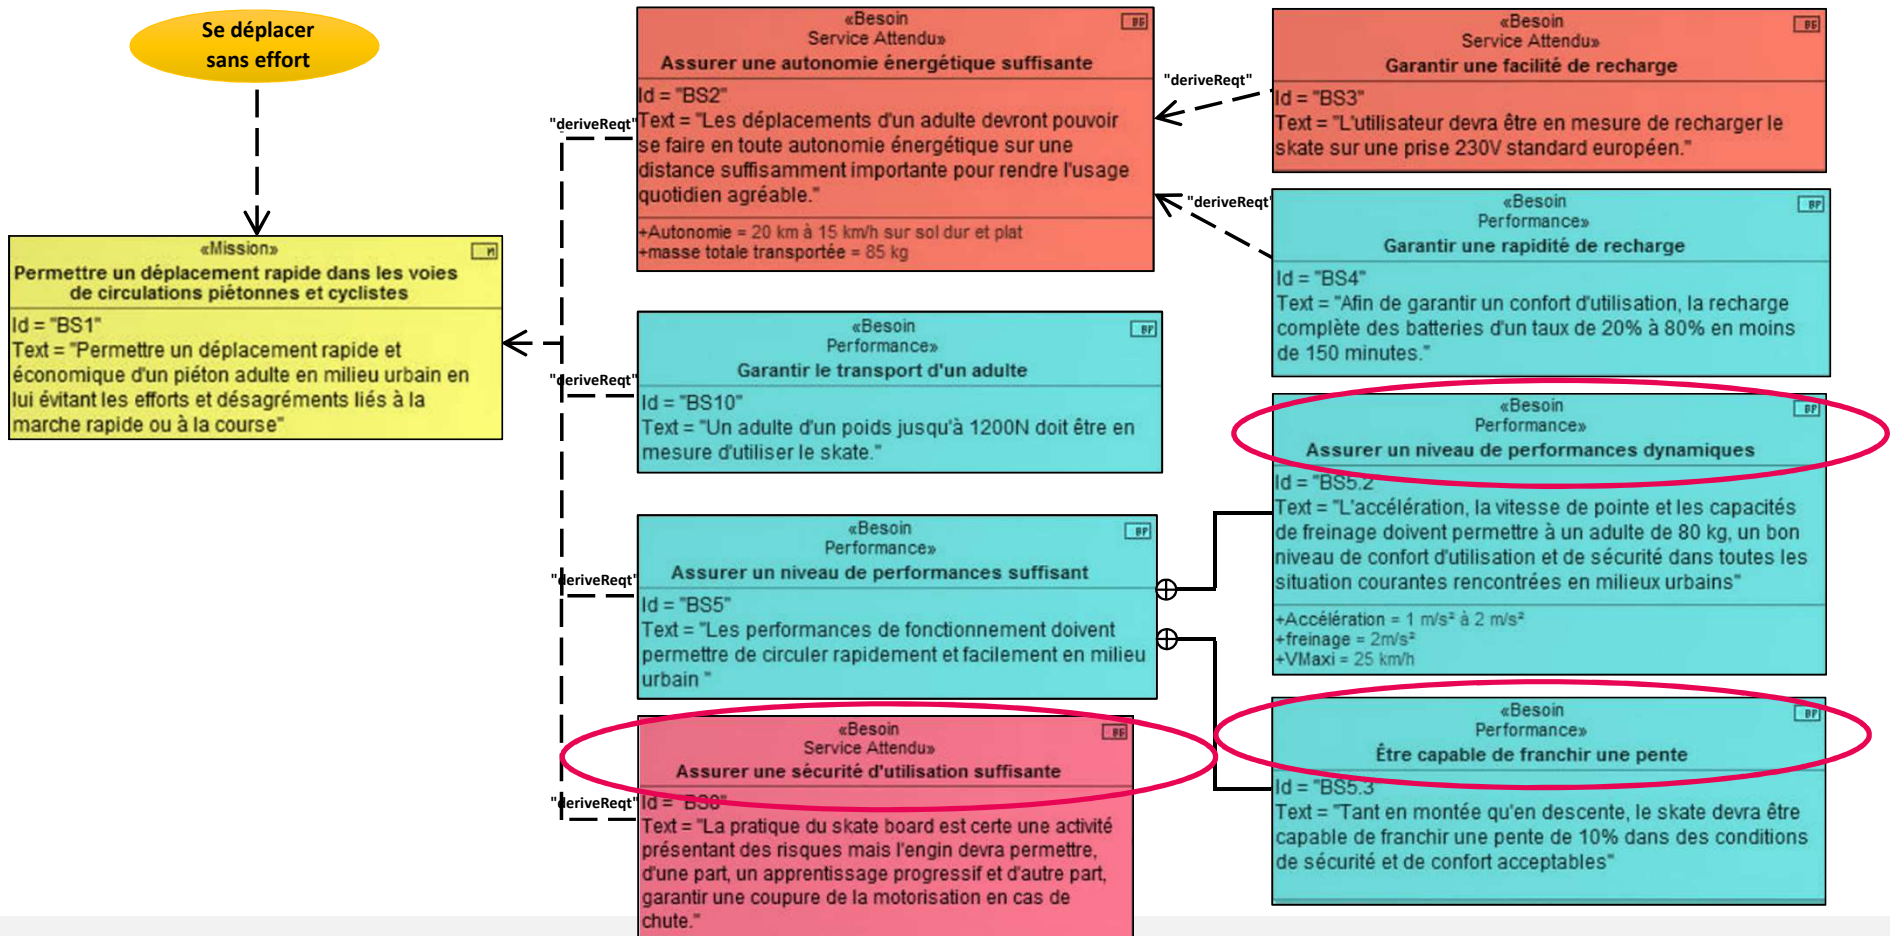 Se déplacer
sans effort
«Mission»
M
Permettre un déplacement rapide dans les voies
de circulations piétonnes et cyclistes
Id = "BS1"
Text = "Permettre un déplacement rapide et
économique d'un piéton adulte en milieu urbain en
lui évitant les efforts et désagréments liés à la
marche rapide ou à la course"
"deriveReqt"
«Besoin
Service Attendu»
Assurer une autonomie énergétique suffisante
Id = "BS2"
Text = "Les déplacements d'un adulte devront pouvoir
se faire en toute autonomie énergétique sur une
distance suffisamment importante pour rendre l'usage
quotidien agréable."
+Autonomie = 20 km à 15 km/h sur sol dur et plat
+masse totale transportée = 85 kg
"deriveReqt"
«Besoin
Performance»
BP
Garantir le transport d'un adulte
Id = "BS10"
Text = "Un adulte d'un poids jusqu'à 1200N doit être en
mesure d'utiliser le skate."
"deriveReqt"
«Besoin
Performance»
BP
Assurer un niveau de performances suffisant
Id = "BS5"
Text = "Les performances de fonctionnement doivent
permettre de circuler rapidement et facilement en milieu
urbain "
"deriveReqt"
«Besoin
Service Attendu»
Assurer une sécurité d'utilisation suffisante
Id =
Text = "La pratique du skate board est certe une activité
présentant des risques mais l'engin devra permettre,
d'une part, un apprentissage progressif et d'autre part,
garantir une coupure de la motorisation en cas de
chute."
"deriveReqt"
«Besoin
Service Attendu»
Garantir une facilité de recharge
Id = "BS3"
Text = "L'utilisateur devra être en mesure de recharger le
skate sur une prise 230V standard européen."
"deriveReqt"
«Besoin
Performance»
BP
Garantir une rapidité de recharge
Id = "BS4"
Text = "Afin de garantir un confort d'utilisation, la recharge
complète des batteries d'un taux de 20% à 80% en moins
de 150 minutes."
«Besoin
Performance»
BP
Assurer un niveau de performances dynamiques
Id = "BS5.2"
Text = "L'accélération, la vitesse de pointe et les capacités
de freinage doivent permettre à un adulte de 80 kg, un bon
niveau de confort d'utilisation et de sécurité dans toutes les
situation courantes rencontrées en milieux urbains"
+Accélération = 1 m/s² à 2 m/s²
+freinage = 2m/s²
+VMaxi = 25 km/h
«Besoin
Performance»
BP
Être capable de franchir une pente
Id = "BS5.3"
Text = "Tant en montée qu'en descente, le skate devra être
capable de franchir une pente de 10% dans des conditions
de sécurité et de confort acceptables"